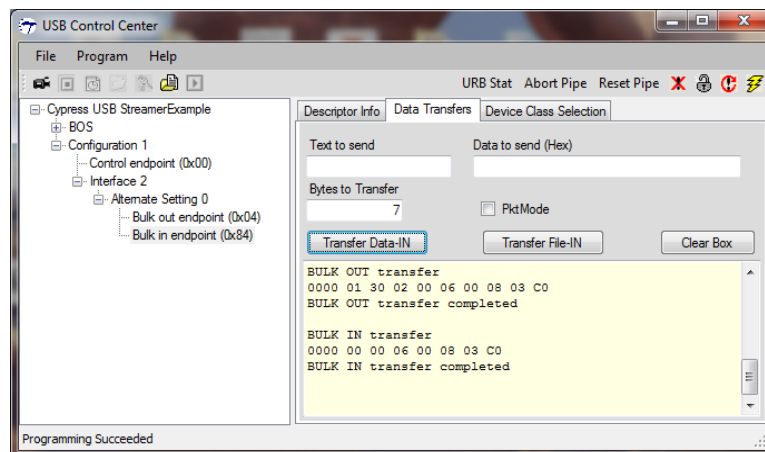 USB Control Center
File Program Help
URB Stat Abort Pipe Reset Pipe
Cypress USB StreamerExample
BOS
Configuration 1
Control endpoint (0x00)
Interface 2
Alternate Setting 0
Bulk out endpoint (0x04)
Bulk in endpoint (0x84)
Descriptor Info Data Transfers Device Class Selection
Text to send Data to send (Hex)
Bytes to Transfer
7 PktMode
Transfer Data-IN Transfer File-IN Clear Box
BULK OUT transfer
0000 01 30 02 00 06 00 08 03 C0
BULK OUT transfer completed
BULK IN transfer
0000 00 00 06 00 08 03 C0
BULK IN transfer completed
Programming Succeeded